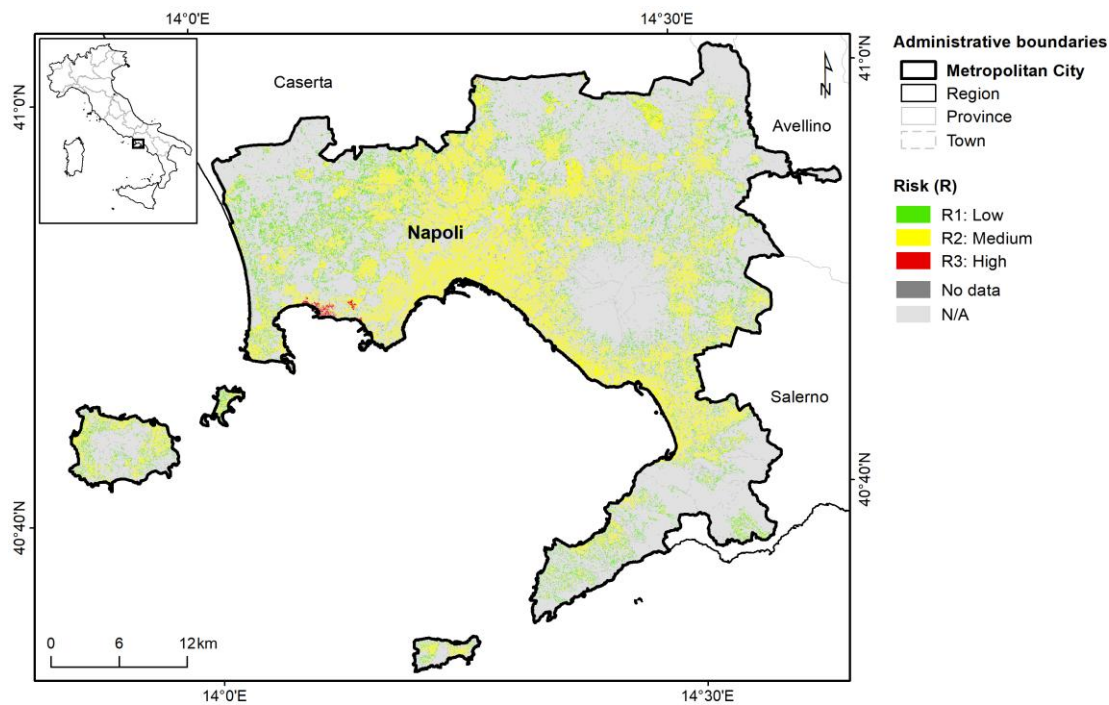 14°0'E
14°30'E
41°0'N
41°0'N
Caserta
Avellino
N
Napoli
Salerno
40°40'N
40°40'N
0 6 12km
14°0'E
14°30'E
Administrative boundaries
Metropolitan City
Region
Province
Town
Risk (R)
R1: Low
R2: Medium
R3: High
No data
N/A